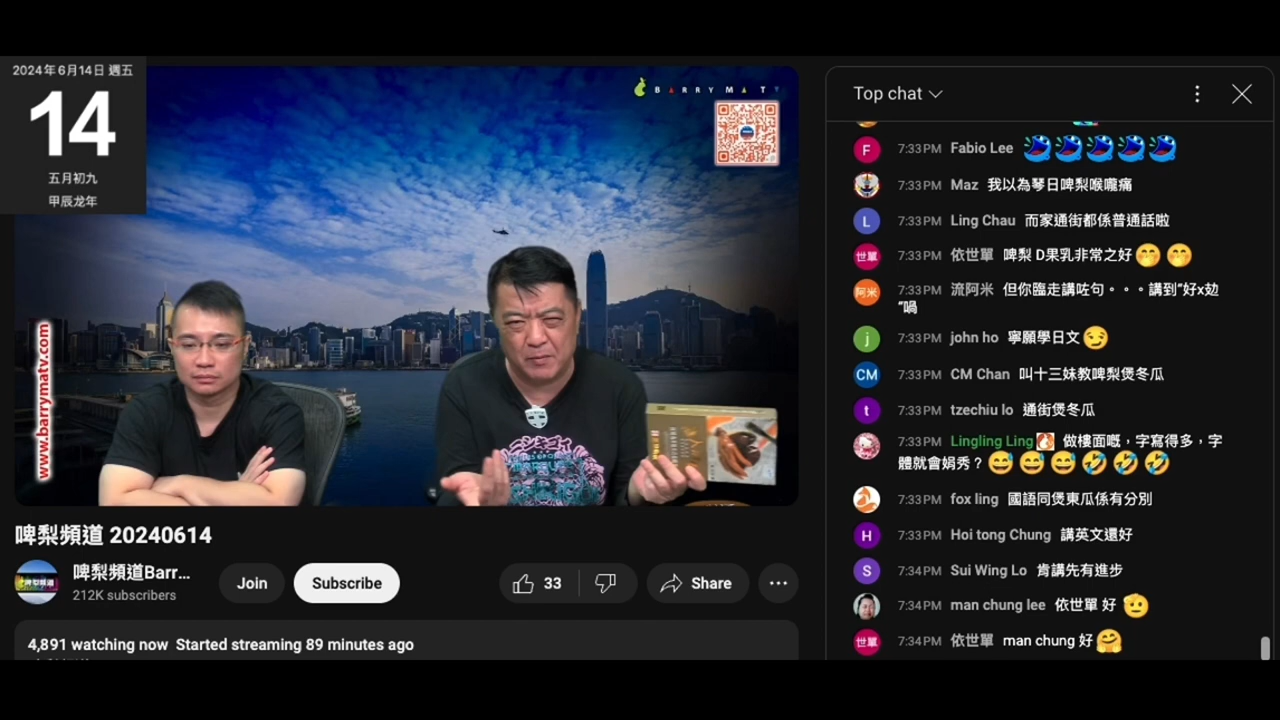 2024年6月14日 週五
14
五月初九
甲辰龙年
BARRYMATV
www.barrymatv.com
啤梨頻道 20240614
啤梨頻道Barr...
212K subscribers
Join
Subscribe
33
Share
4,891 watching now Started streaming 89 minutes ago
Top chat
F 7:33 PM Fabio Lee
7:33 PM Maz 我以為琴日啤梨喉嚨痛
L 7:33 PM Ling Chau 而家通街都係普通話啦
世單 7:33 PM 依世單 啤梨 D果乳非常之好🤭🤭
阿米 7:33 PM 流阿米 但你臨走講咗句。。。講到“好x攰
“喎
j 7:33 PM john ho 寧願學日文😏
CM 7:33 PM CM Chan 叫十三妹教啤梨煲冬瓜
t 7:33 PM tzechiu lo 通街煲冬瓜
7:33 PM Lingling Ling 做樓面嘅，字寫得多，字
體就會娟秀？😅😅😅🤣🤣🤣
7:33 PM fox ling 國語同煲東瓜係有分別
H 7:33 PM Hoi tong Chung 講英文還好
S 7:34 PM Sui Wing Lo 肯講先有進步
7:34 PM man chung lee 依世單 好🫡
世單 7:34 PM 依世單 man chung 好🤗